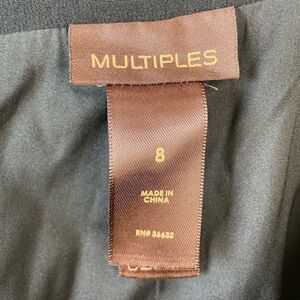 MULTIPLES
8
MADE IN
CHINA
RN# 36633